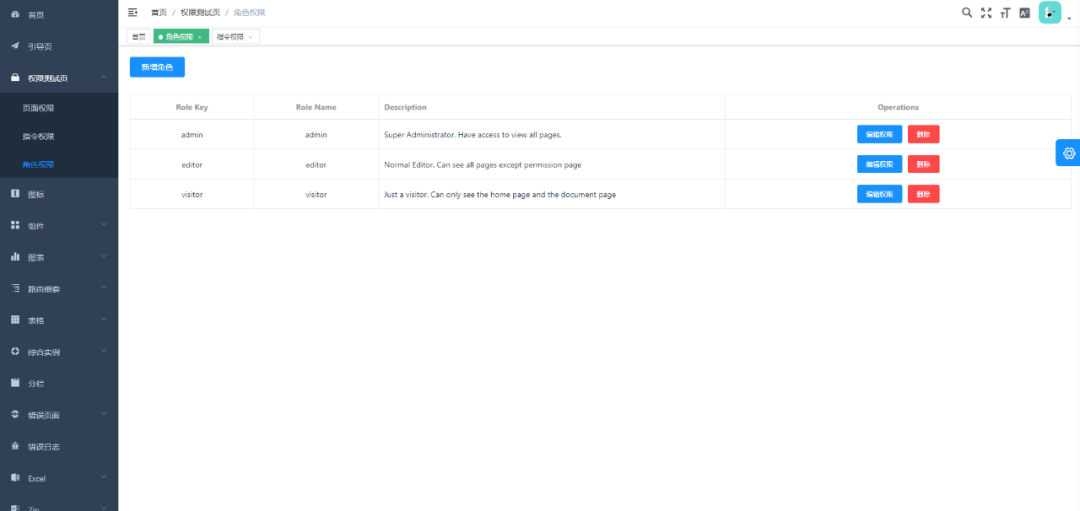 首页
引导页
权限测试页
页面权限
指令权限
角色权限
图标
组件
图表
路由嵌套
表格
综合实例
分栏
错误页面
错误日志
Excel
Zip
首页 / 权限测试页 / 角色权限
首页 角色权限 × 指令权限 ×
新增角色
Role Key Role Name Description Operations
admin admin Super Administrator. Have access to view all pages. 编辑权限 删除
editor editor Normal Editor. Can see all pages except permission page 编辑权限 删除
visitor visitor Just a visitor. Can only see the home page and the document page 编辑权限 删除